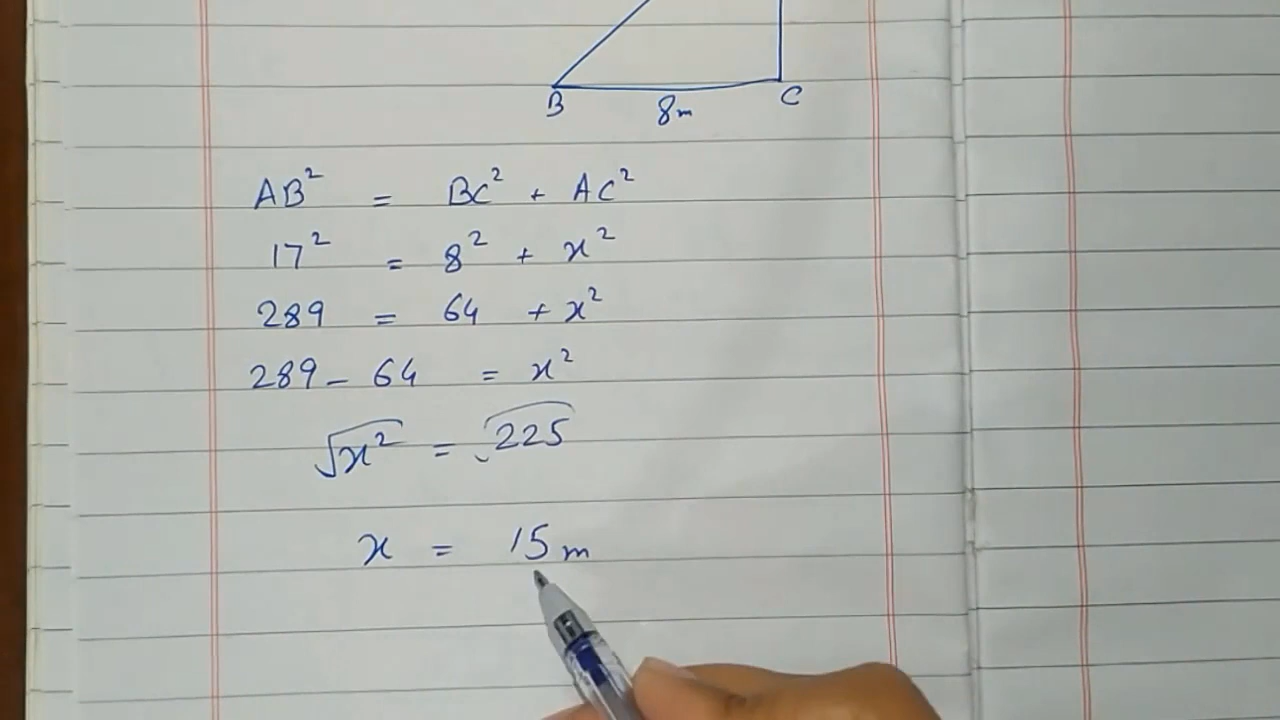 B C
8m
AB² = BC² + AC²
17² = 8² + x²
289 = 64 + x²
289 - 64 = x²
√x² = √225
x = 15 m